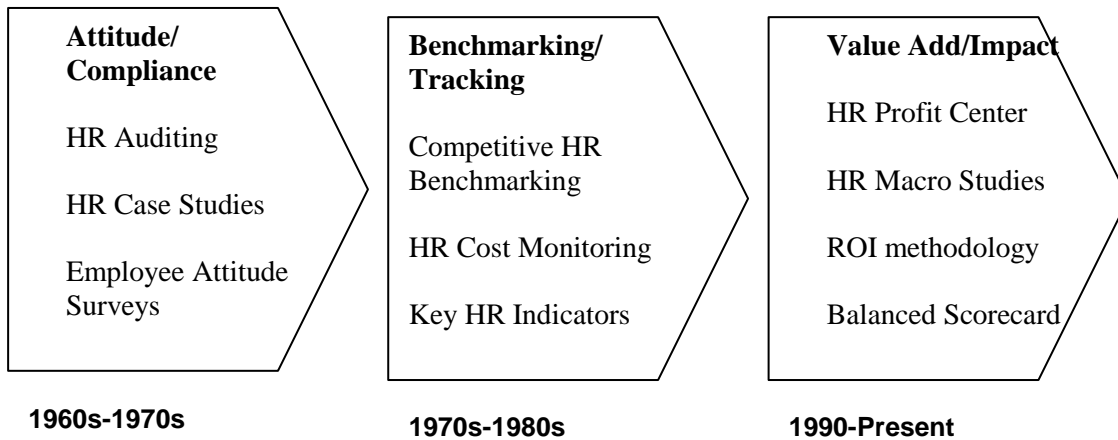 Attitude/
Compliance
HR Auditing
HR Case Studies
Employee Attitude
Surveys
1960s-1970s
Benchmarking/
Tracking
Competitive HR
Benchmarking
HR Cost Monitoring
Key HR Indicators
1970s-1980s
Value Add/Impact
HR Profit Center
HR Macro Studies
ROI methodology
Balanced Scorecard
1990-Present